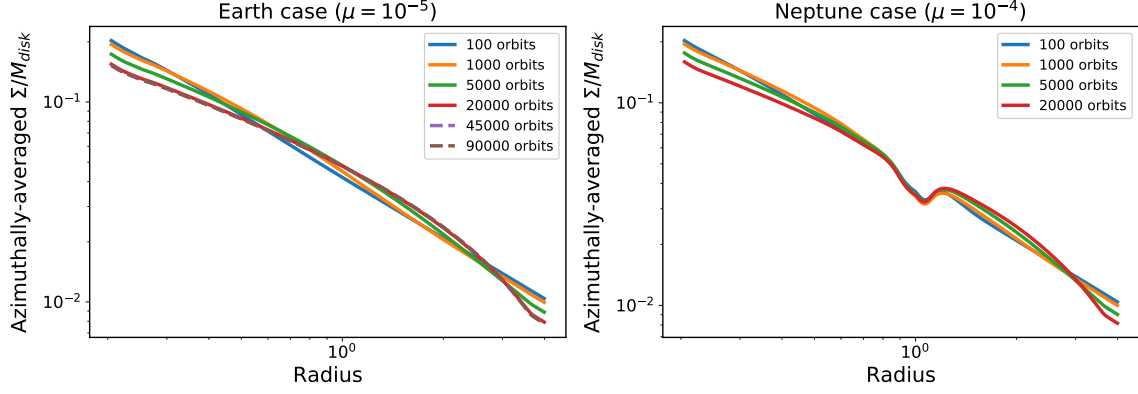 Earth case (μ = 10⁻⁵)
Azimuthally-averaged Σ/M_disk
10⁻¹
10⁻²
100 orbits
1000 orbits
5000 orbits
20000 orbits
45000 orbits
90000 orbits
10⁰
Radius
Neptune case (μ = 10⁻⁴)
Azimuthally-averaged Σ/M_disk
10⁻¹
10⁻²
100 orbits
1000 orbits
5000 orbits
20000 orbits
10⁰
Radius